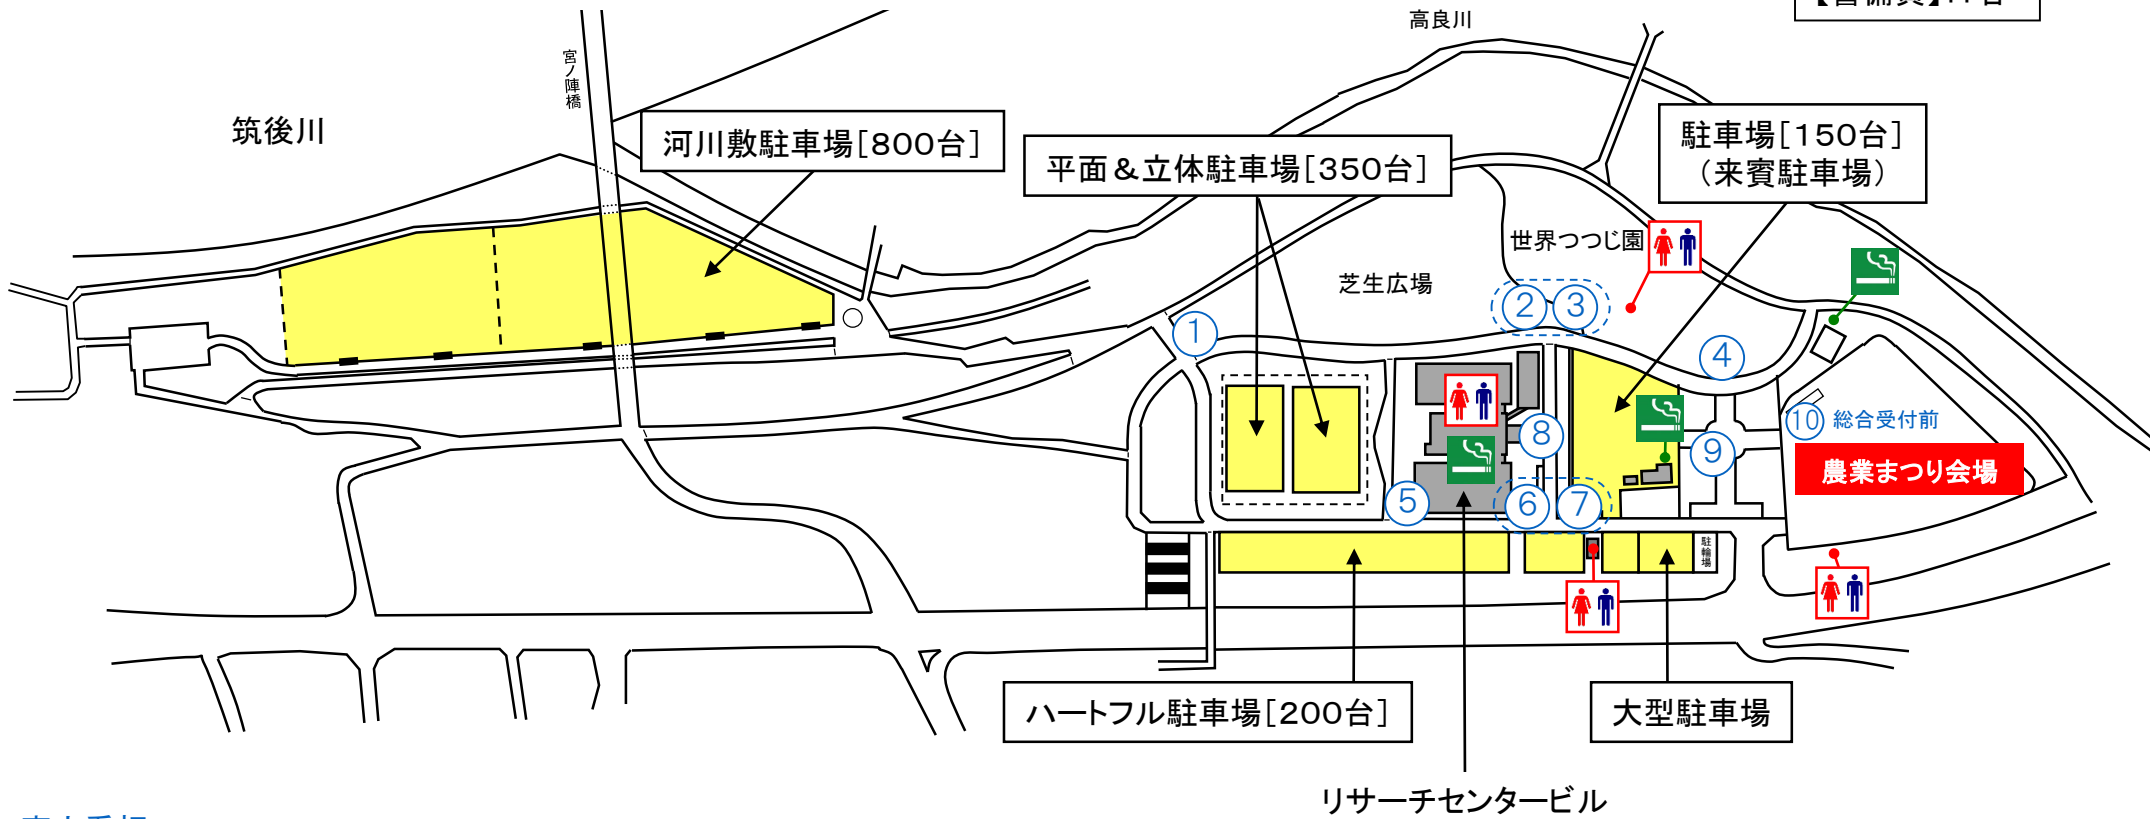 高良川
宮ノ陣橋
筑後川
河川敷駐車場[800台]
平面＆立体駐車場[350台]
駐車場[150台]
（来賓駐車場）
世界つつじ園
芝生広場
②
③
①
④
⑩ 総合受付前
⑧
⑨
農業まつり会場
⑤
⑥
⑦
駐輪場
ハートフル駐車場[200台]
大型駐車場
リサーチセンタービル